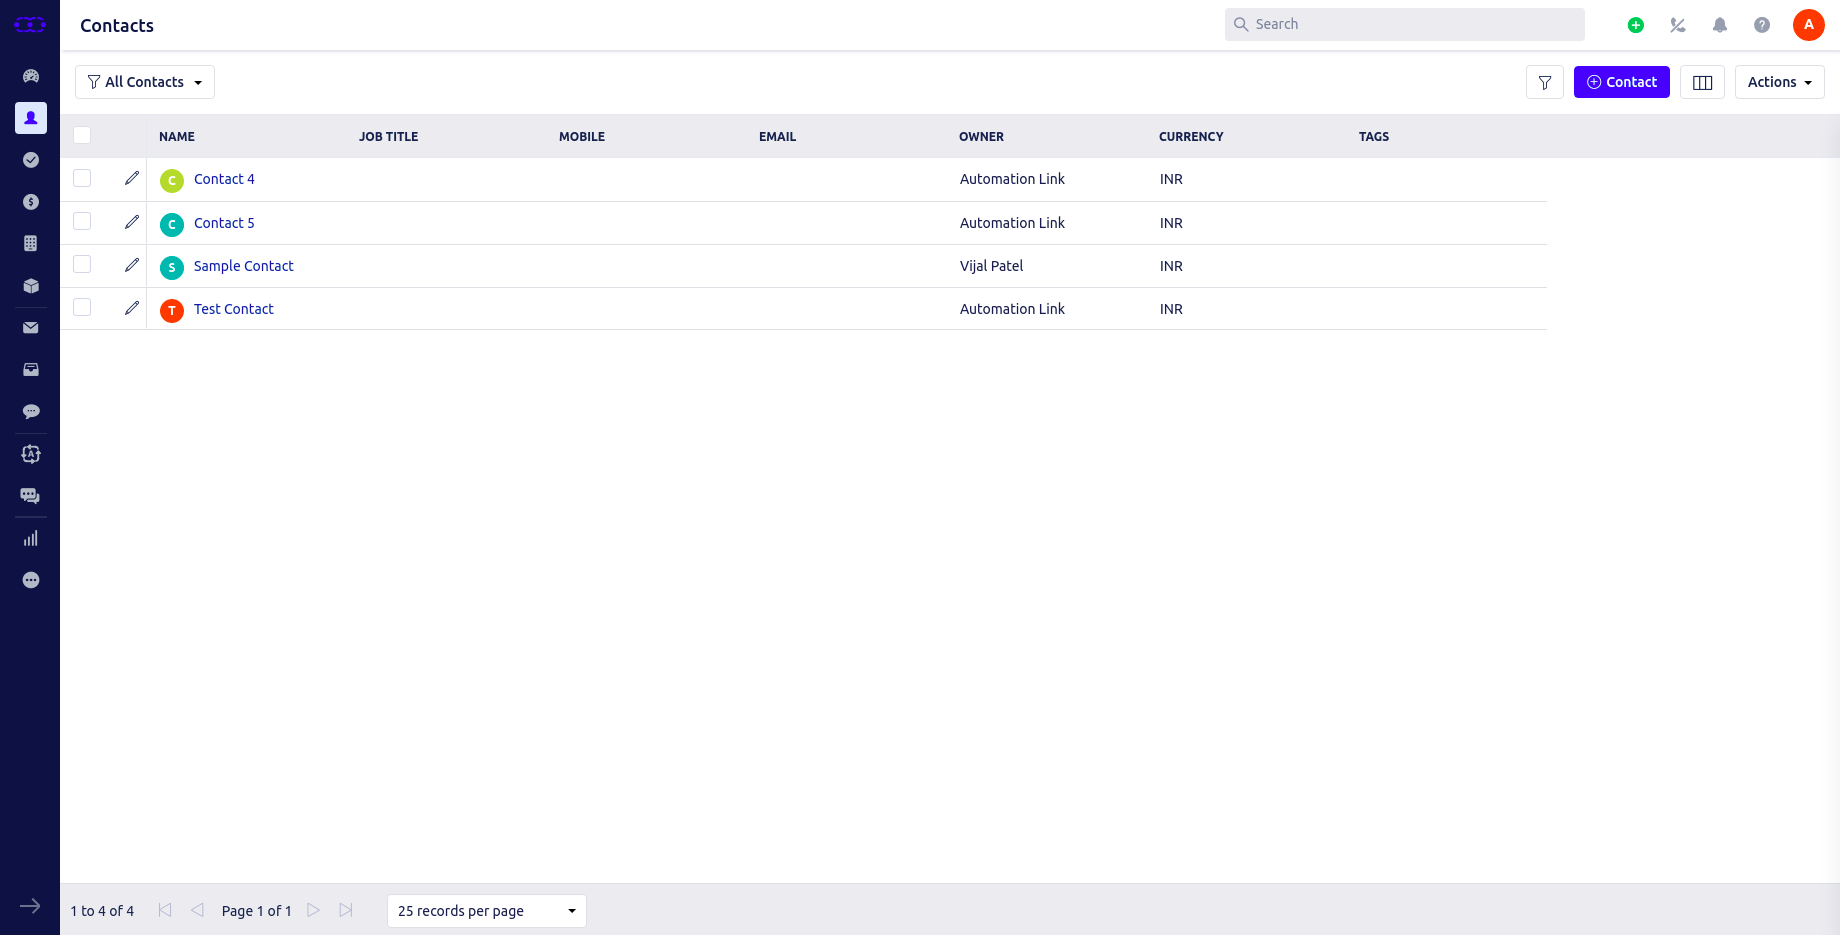 Contacts
Search
A
All Contacts
Contact
Actions
NAME JOB TITLE MOBILE EMAIL OWNER CURRENCY TAGS
C Contact 4 Automation Link INR
C Contact 5 Automation Link INR
S Sample Contact Vijal Patel INR
T Test Contact Automation Link INR
1 to 4 of 4 Page 1 of 1 25 records per page